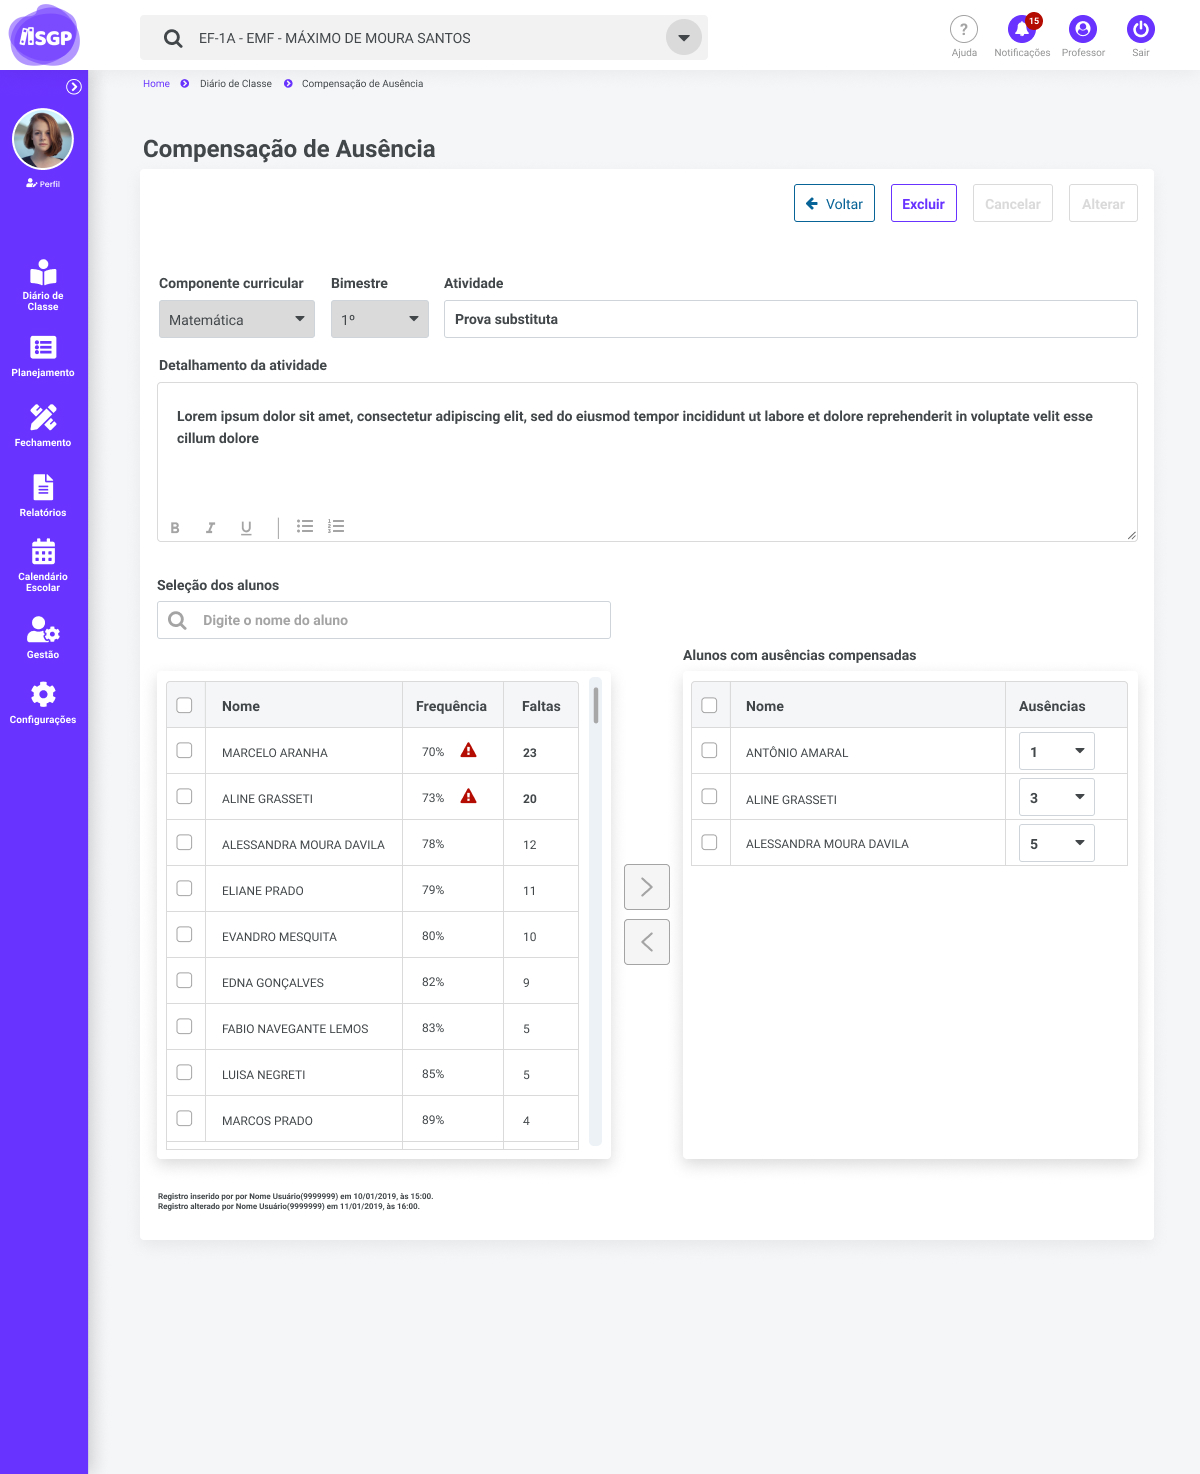 SGP
EF-1A - EMF - MÁXIMO DE MOURA SANTOS
?
15
Ajuda
Notificações
Professor
Sair
Home
Diário de Classe
Compensação de Ausência
Perfil
Diário de
Classe
Planejamento
Fechamento
Relatórios
Calendário
Escolar
Gestão
Configurações
Compensação de Ausência
Voltar
Excluir
Cancelar
Alterar
Componente curricular
Bimestre
Atividade
Matemática
1º
Prova substituta
Detalhamento da atividade
Lorem ipsum dolor sit amet, consectetur adipiscing elit, sed do eiusmod tempor incididunt ut labore et dolore reprehenderit in voluptate velit esse
cillum dolore
B I U
Seleção dos alunos
Digite o nome do aluno
Nome Frequência Faltas
MARCELO ARANHA 70% 23
ALINE GRASSETI 73% 20
ALESSANDRA MOURA DAVILA 78% 12
ELIANE PRADO 79% 11
EVANDRO MESQUITA 80% 10
EDNA GONÇALVES 82% 9
FABIO NAVEGANTE LEMOS 83% 5
LUISA NEGRETI 85% 5
MARCOS PRADO 89% 4
Alunos com ausências compensadas
Nome Ausências
ANTÔNIO AMARAL 1
ALINE GRASSETI 3
ALESSANDRA MOURA DAVILA 5
Registro inserido por por Nome Usuário(9999999) em 10/01/2019, às 15:00.
Registro alterado por Nome Usuário(9999999) em 11/01/2019, às 16:00.